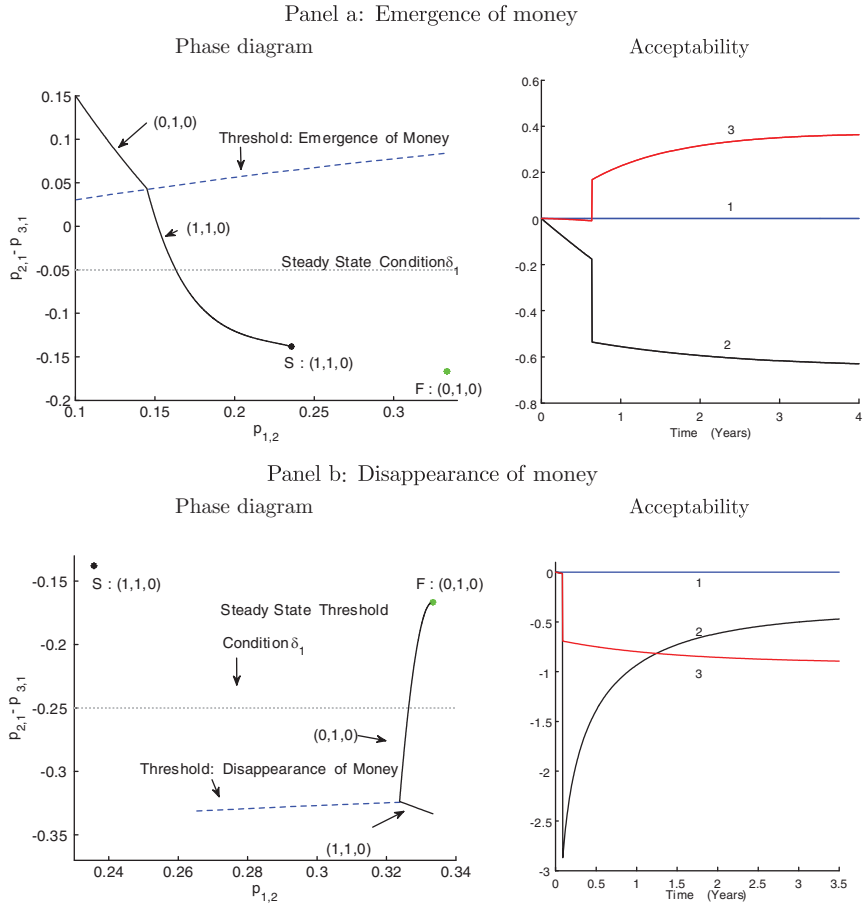 Panel a: Emergence of money
Phase diagram
Acceptability
0.15
0.1
0.05
0
-0.05
-0.1
-0.15
-0.2
0.1
0.15
0.2
0.25
0.3
p1,2
p2,1 - p3,1
(0,1,0)
Threshold: Emergence of Money
(1,1,0)
Steady State Conditionδ1
S : (1,1,0)
F : (0,1,0)
0.6
0.4
0.2
0
-0.2
-0.4
-0.6
-0.8
0
1
2
3
4
Time (Years)
3
1
2
Panel b: Disappearance of money
Phase diagram
Acceptability
-0.15
-0.2
-0.25
-0.3
-0.35
0.24
0.26
0.28
0.3
0.32
0.34
p1,2
p2,1 - p3,1
S : (1,1,0)
F : (0,1,0)
Steady State Threshold
Conditionδ1
(0,1,0)
Threshold: Disappearance of Money
(1,1,0)
0
-0.5
-1
-1.5
-2
-2.5
-3
0
0.5
1
1.5
2
2.5
3
3.5
Time (Years)
1
2
3